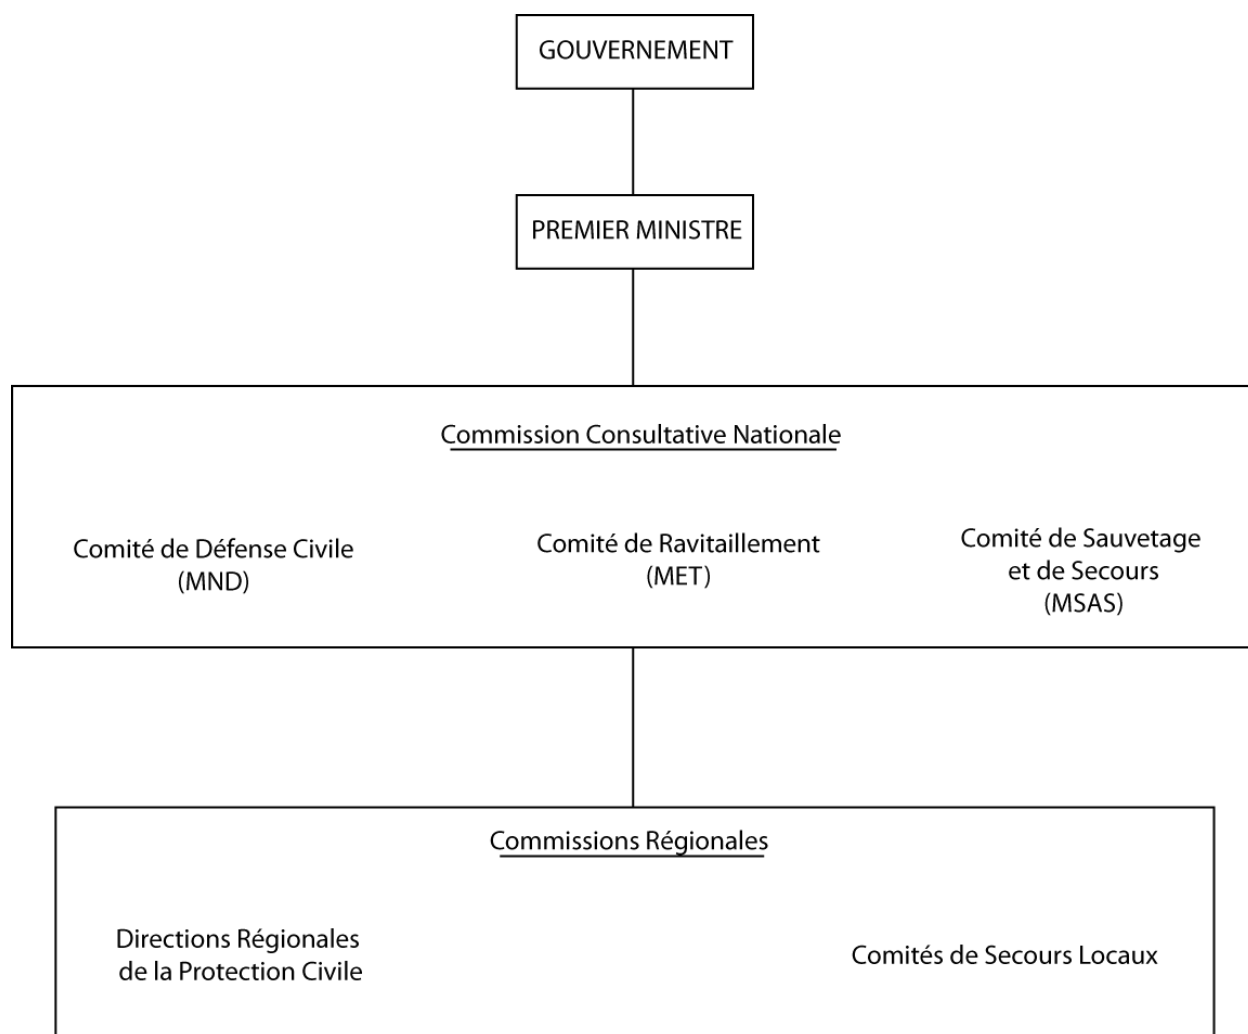 GOUVERNEMENT
PREMIER MINISTRE
Commission Consultative Nationale
Comité de Défense Civile
(MND)
Comité de Ravitaillement
(MET)
Comité de Sauvetage
et de Secours
(MSAS)
Commissions Régionales
Directions Régionales
de la Protection Civile
Comités de Secours Locaux